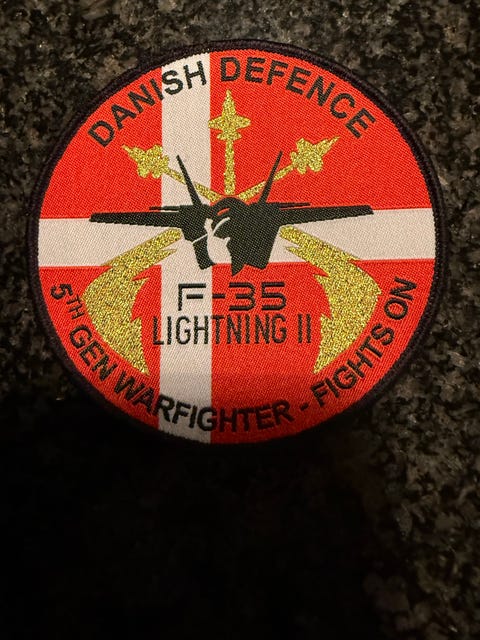 DANISH DEFENCE
F-35
LIGHTNING II
5TH GEN WARFIGHTER - FIGHTS ON